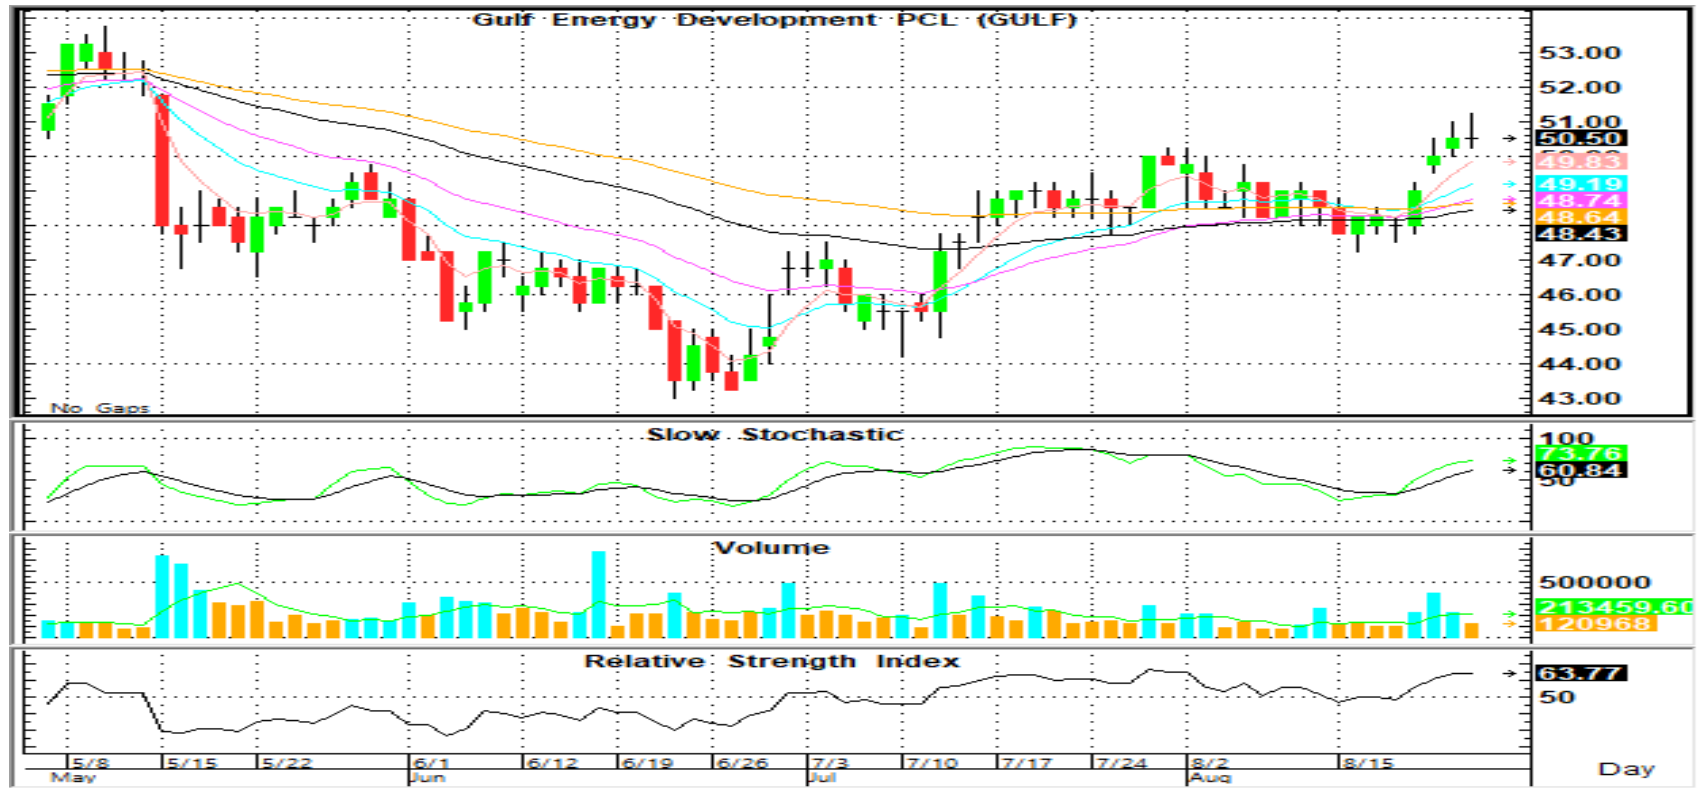 Gulf Energy Development PCL (GULF)
53.00
52.00
51.00
50.50
49.83
49.19
48.74
48.64
48.43
47.00
46.00
45.00
44.00
43.00
No Gaps
Slow Stochastic
100
73.76
60.84
50
Volume
500000
213459.60
120968
Relative Strength Index
63.77
50
5/8 5/15 5/22 6/1 6/12 6/19 6/26 7/3 7/10 7/17 7/24 8/2 8/15
May Jun Jul Aug
Day